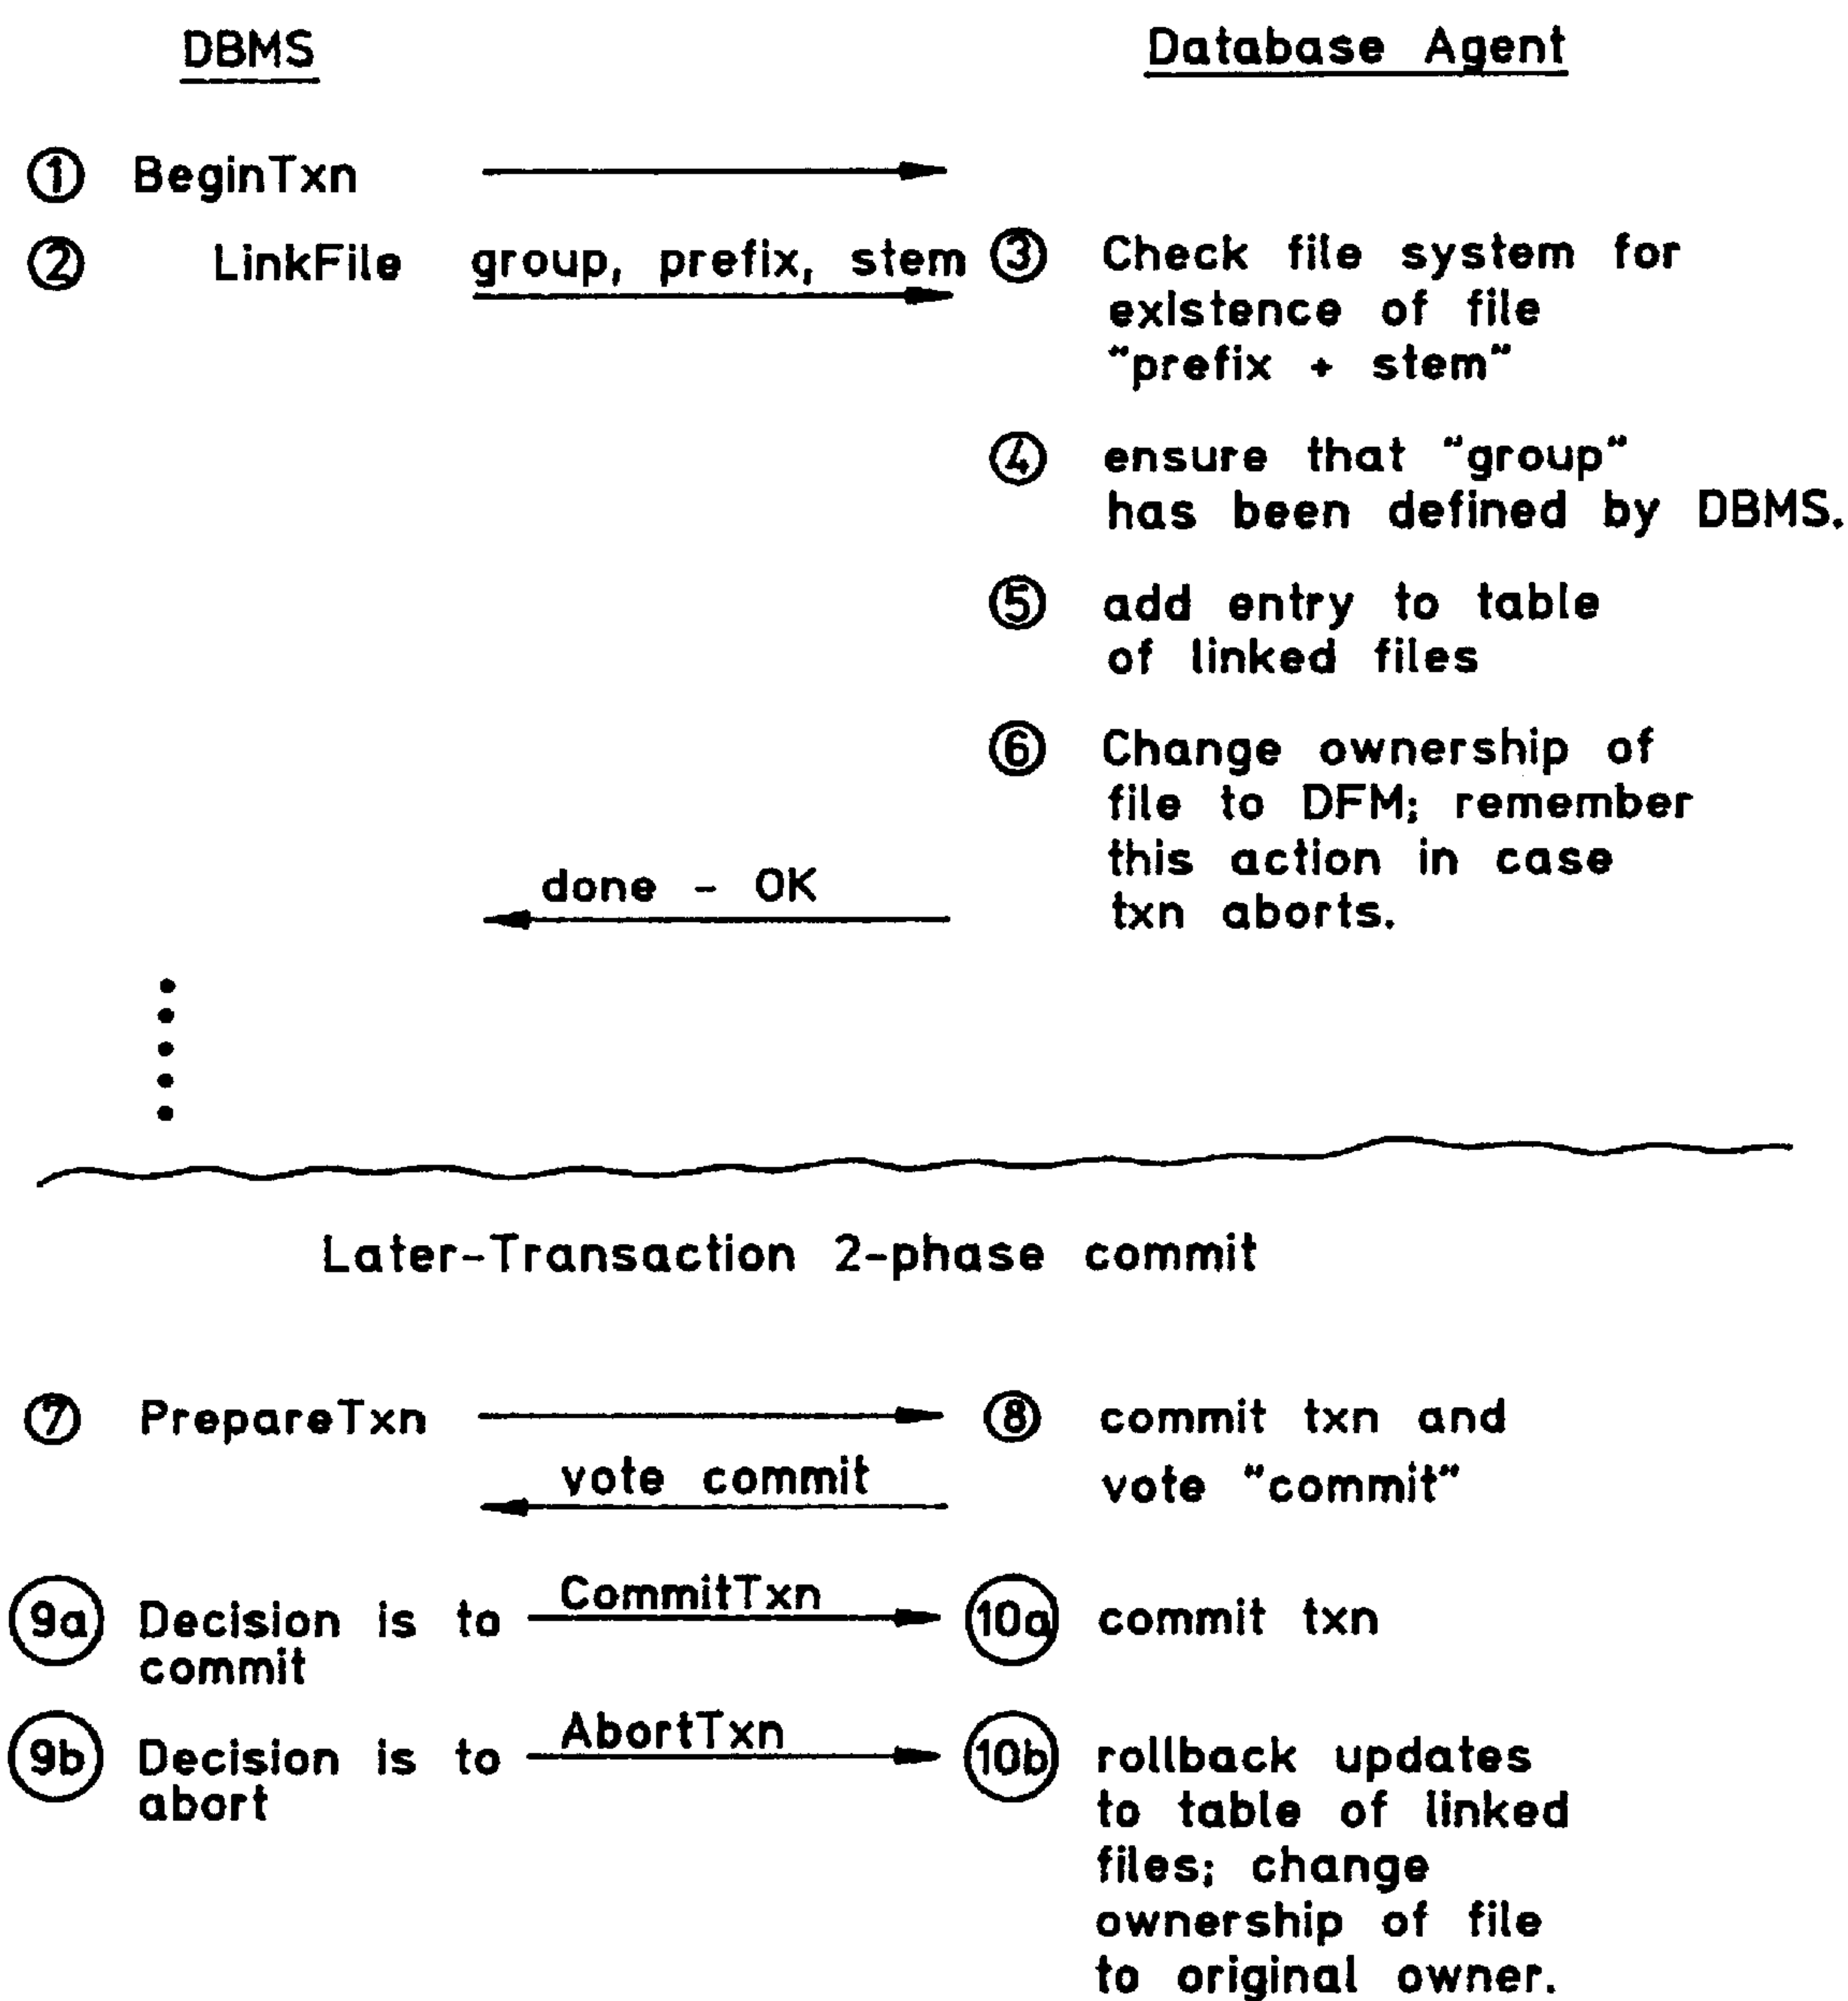 DBMS
Database Agent
① BeginTxn
② LinkFile group, prefix, stem
③ Check file system for
existence of file
"prefix + stem"
④ ensure that "group"
has been defined by DBMS.
⑤ add entry to table
of linked files
⑥ Change ownership of
file to DFM; remember
this action in case
txn aborts.
done - OK
Later-Transaction 2-phase commit
⑦ PrepareTxn
⑧ commit txn and
vote "commit"
vote commit
9a Decision is to
commit
CommitTxn
10a commit txn
9b Decision is to
abort
AbortTxn
10b rollback updates
to table of linked
files; change
ownership of file
to original owner.